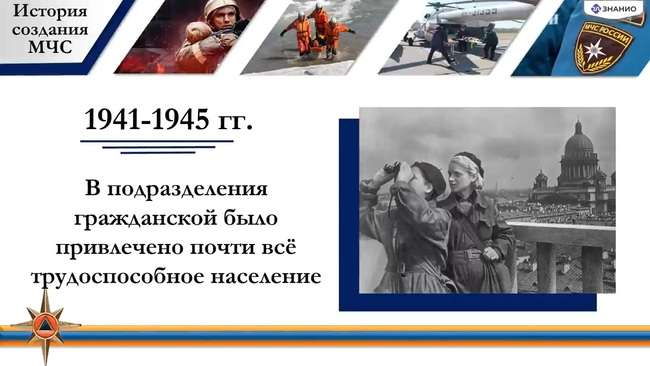 История
создания
МЧС
ЗНАНИО
МЧС РОССИИ
1941-1945 гг.
В подразделения
гражданской было
привлечено почти всё
трудоспособное население